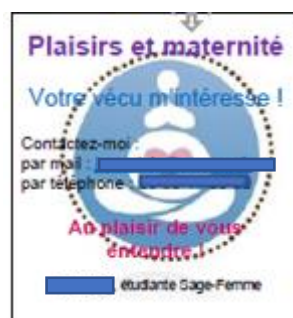 Plaisirs et maternité
Votre vécu m'intéresse !
Contactez-moi :
par mail :
par téléphone :
Au plaisir de vous
entendre !
, étudiante Sage-Femme